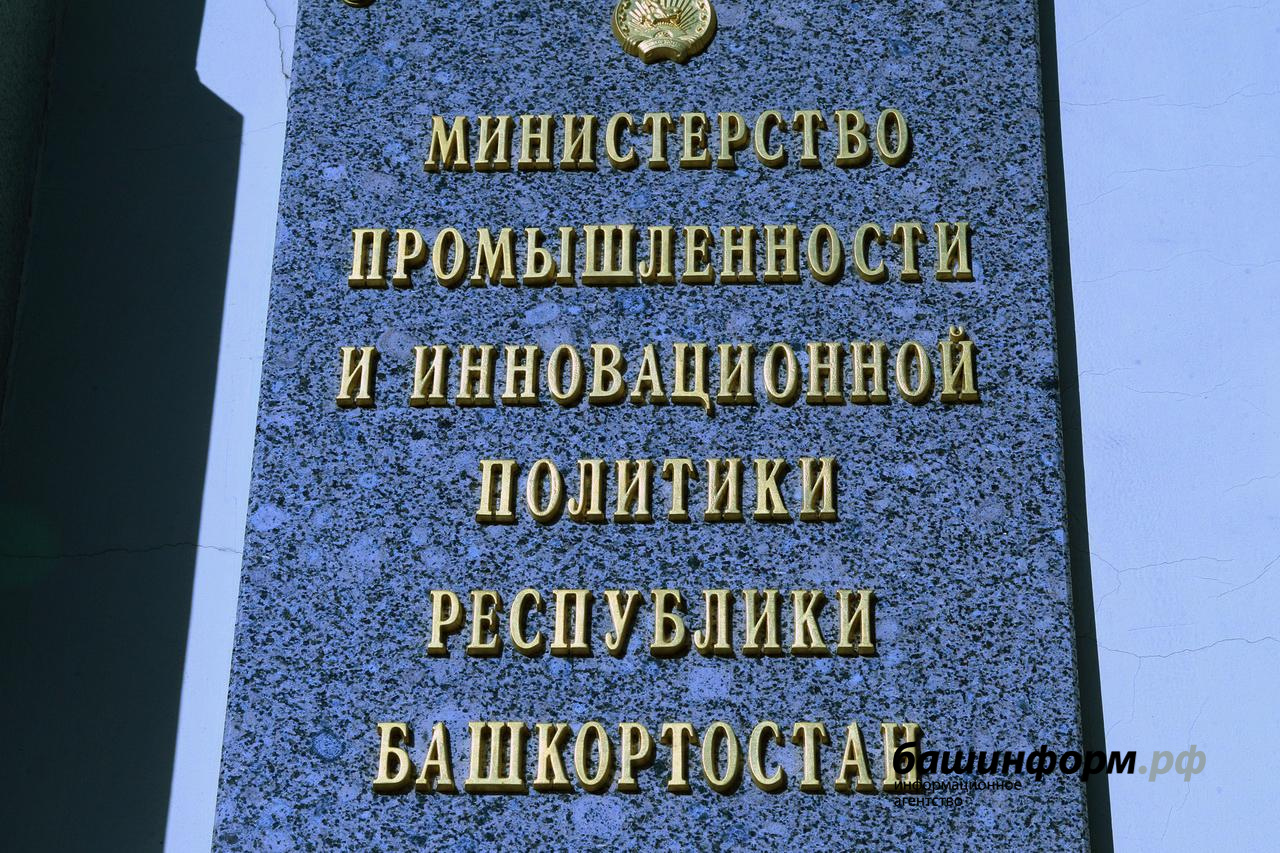 МИНИСТЕРСТВО
ПРОМЫШЛЕННОСТИ
И ИННОВАЦИОННОЙ
ПОЛИТИКИ
РЕСПУБЛИКИ
БАШКОРТОСТАН
башинформ.рф
информационное
агентство